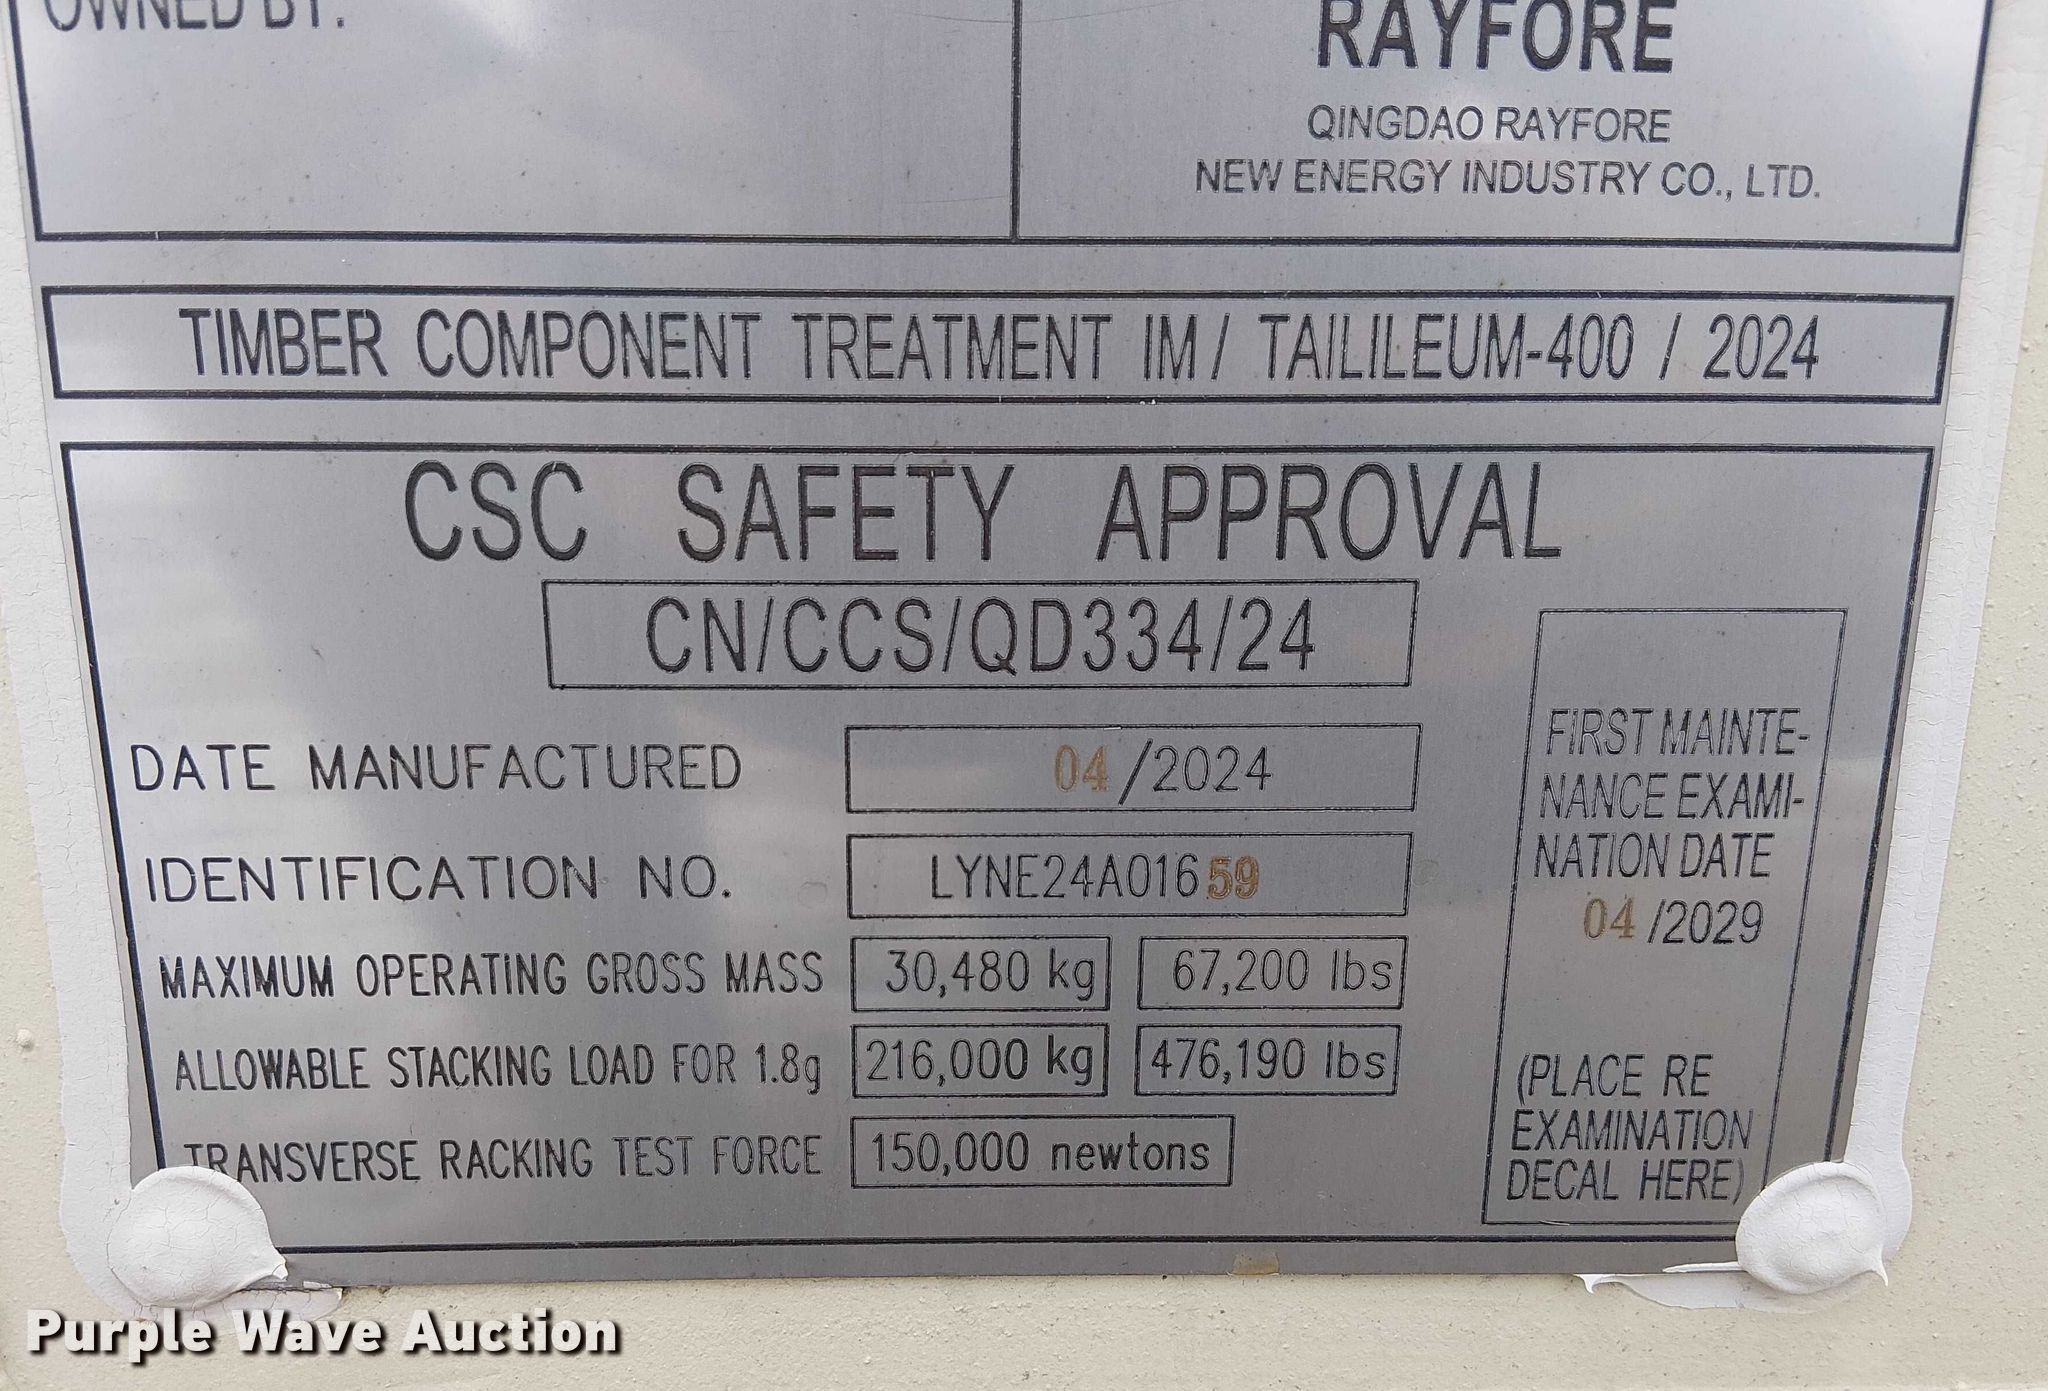 OWNED BY:
RAYFORE
QINGDAO RAYFORE
NEW ENERGY INDUSTRY CO., LTD.
TIMBER COMPONENT TREATMENT IM / TAILILEUM-400 / 2024
CSC SAFETY APPROVAL
CN/CCS/QD334/24
DATE MANUFACTURED 04 /2024
IDENTIFICATION NO. LYNE24A01659
MAXIMUM OPERATING GROSS MASS 30,480 kg 67,200 lbs
ALLOWABLE STACKING LOAD FOR 1.8g 216,000 kg 476,190 lbs
TRANSVERSE RACKING TEST FORCE 150,000 newtons
FIRST MAINTE-
NANCE EXAMI-
NATION DATE
04 /2029
(PLACE RE
EXAMINATION
DECAL HERE)
Purple Wave Auction